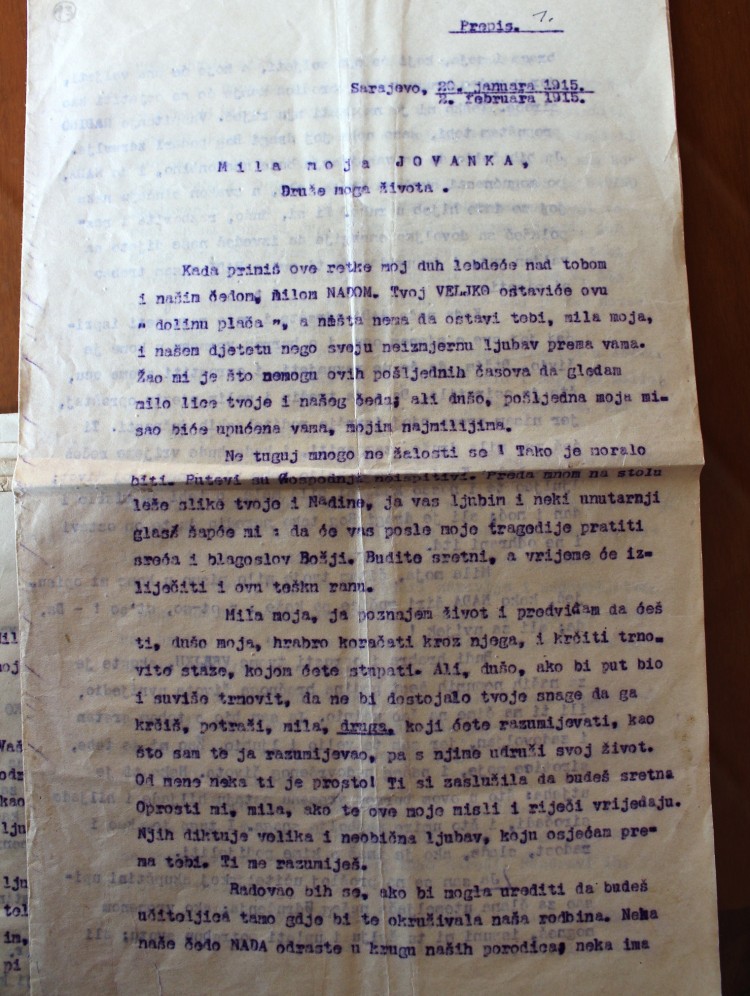 Prepis. 1.
Sarajevo, 20. januara 1915.
2. februara 1915.
Mila moja JOVANKA,
Druše moga života .
Kada primiš ove retke moj duh lebdeće nad tobom
i našim čedom, milom NADOM. Tvoj VELJKO ostaviće ovu
" dolinu plača ", a ništa nema da ostavi tebi, mila moja,
i našem djetetu nego svoju neizmjernu ljubav prema vama.
Žao mi je što nemogu ovih pošljednih časova da gledam
milo lice tvoje i našeg čeda; ali dušo, pošljedna moja mi-
sao biće upućena vama, mojim najmilijima.
Ne tuguj mnogo ne žalosti se ! Tako je moralo
biti. Putevi su Gospodnji neispitivi. Preda mnom na stolu
leše slike tvoje i Nadine, ja vas ljubim i neki unutarnji
glas šapće mi : da će vas posle moje tragedije pratiti
sreća i blagoslov Božji. Budite sretni, a vrijeme će iz-
liječiti i ovu tešku ranu.
Mila moja, ja poznajem život i predviđam da ćeš
ti, dušo moja, hrabro koračati kroz njega, i krčiti trno-
vite staze, kojom ćete stupati. Ali, dušo, ako bi put bio
i suviše trnovit, da ne bi dostojalo tvoje snage da ga
krčiš, potraži, mila, druga, koji ćete razumijevati, kao
što sam te ja razumijevao, pa s njime udruži svoj život.
Od mene neka ti je prosto! Ti si zaslušila da budeš sretna
Oprosti mi, mila, ako te ove moje misli i riječi vrijedaju.
Njih diktuje velika i neobična ljubav, koju osjećam pre-
ma tebi. Ti me razumiješ.
Radovao bih se, ako bi mogla urediti da budeš
učiteljica tamo gdje bi te okrušivala naša rodbina. Neka
naše čedo NADA odraste u krugu naših porodica; neka ima